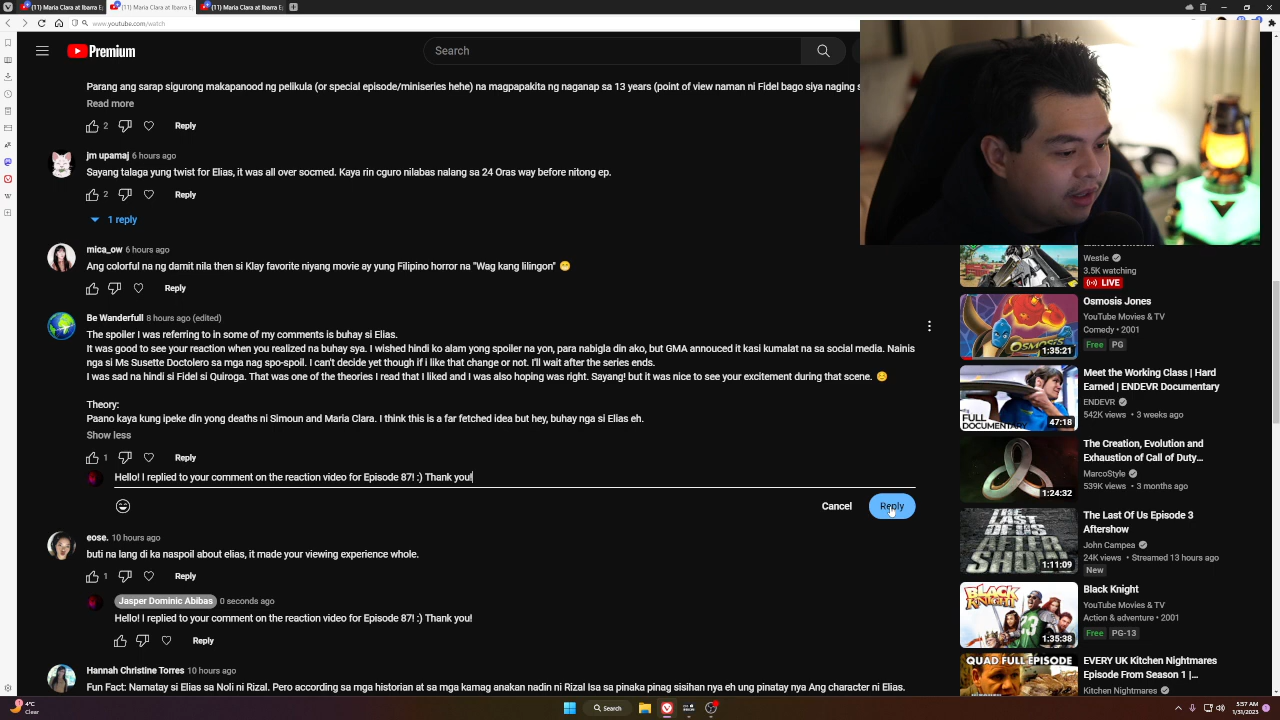 (11) Maria Clara at Ibarra E
(11) Maria Clara at Ibarra E
(11) Maria Clara at Ibarra E
www.youtube.com/watch
Premium
Search
Parang ang sarap sigurong makapanood ng pelikula (or special episode/miniseries hehe) na magpapakita ng naganap sa 13 years (point of view naman ni Fidel bago siya naging s
Read more
2
Reply
jm upamaj 6 hours ago
Sayang talaga yung twist for Elias, it was all over socmed. Kaya rin cguro nilabas nalang sa 24 Oras way before nitong ep.
2
Reply
1 reply
mica_ow 6 hours ago
Ang colorful na ng damit nila then si Klay favorite niyang movie ay yung Filipino horror na "Wag kang lilingon" 😁
Reply
Be Wanderfull 8 hours ago (edited)
The spoiler I was referring to in some of my comments is buhay si Elias.
It was good to see your reaction when you realized na buhay sya. I wished hindi ko alam yong spoiler na yon, para nabigla din ako, but GMA annouced it kasi kumalat na sa social media. Nainis
nga si Ms Susette Doctolero sa mga nag spo-spoil. I can't decide yet though if i like that change or not. I'll wait after the series ends.
I was sad na hindi si Fidel si Quiroga. That was one of the theories I read that I liked and I was also hoping was right. Sayang! but it was nice to see your excitement during that scene. ☺️
Theory:
Paano kaya kung ipeke din yong deaths ni Simoun and Maria Clara. I think this is a far fetched idea but hey, buhay nga si Elias eh.
Show less
1
Reply
Hello! I replied to your comment on the reaction video for Episode 87! :) Thank you!
Cancel
Reply
eose. 10 hours ago
buti na lang di ka naspoil about elias, it made your viewing experience whole.
1
Reply
Jasper Dominic Abibas 0 seconds ago
Hello! I replied to your comment on the reaction video for Episode 87! :) Thank you!
Reply
Hannah Christine Torres 10 hours ago
Fun Fact: Namatay si Elias sa Noli ni Rizal. Pero according sa mga historian at sa mga kamag anakan nadin ni Rizal Isa sa pinaka pinag sisihan nya eh ung pinatay nya Ang character ni Elias.
Westie
3.5K watching
LIVE
Osmosis Jones
YouTube Movies & TV
Comedy • 2001
Free PG
OSMOSIS
1:35:21
Meet the Working Class | Hard
Earned | ENDEVR Documentary
ENDEVR
542K views • 3 weeks ago
FULL
DOCUMENTARY
47:18
The Creation, Evolution and
Exhaustion of Call of Duty...
MarcoStyle
539K views • 3 months ago
1:24:32
The Last Of Us Episode 3
Aftershow
John Campea
24K views • Streamed 13 hours ago
New
THE
LAST
OF US
AFTER
SHOW
1:11:09
Black Knight
YouTube Movies & TV
Action & adventure • 2001
Free PG-13
BLACK
KNIGHT
1:35:38
EVERY UK Kitchen Nightmares
Episode From Season 1 |...
Kitchen Nightmares
QUAD FULL EPISODE
4°C
Search
5:57 AM
1/31/2023